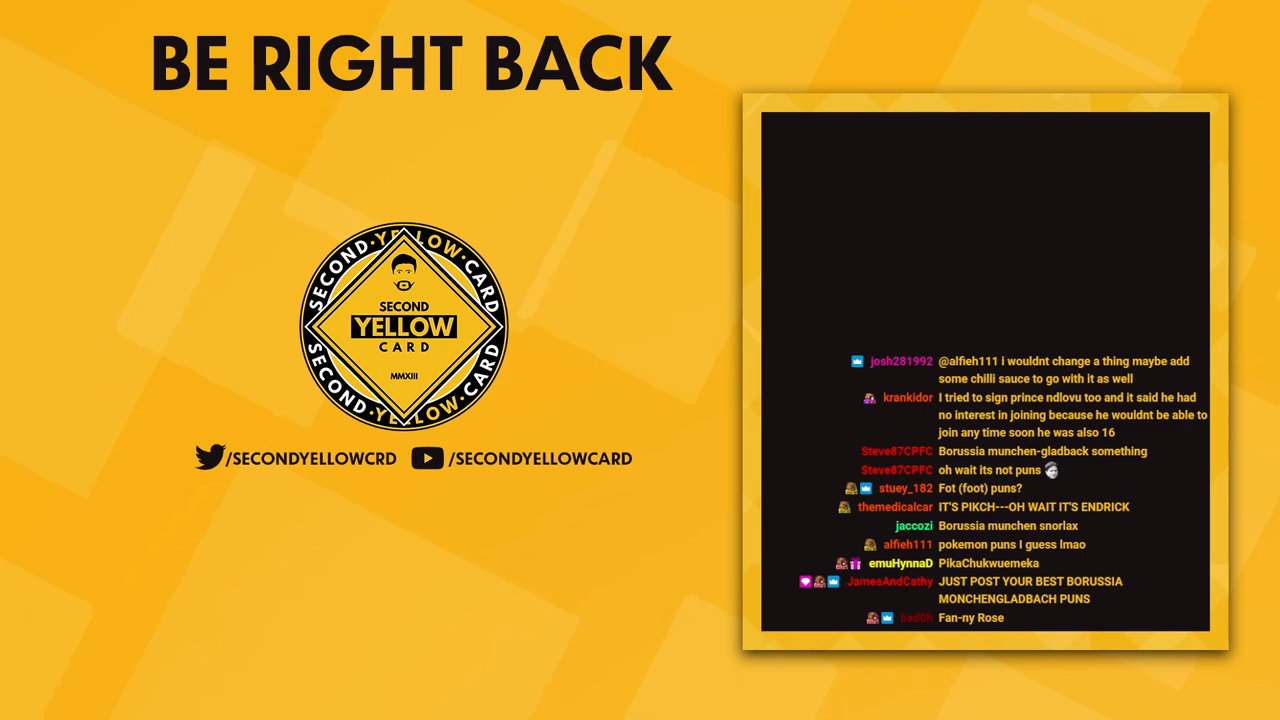 BE RIGHT BACK
SECOND·YELLOW·CARD
SECOND
YELLOW
CARD
MMXIII
SECOND·YELLOW·CARD
/SECONDYELLOWCRD /SECONDYELLOWCARD
josh281992 @alfieh111 i wouldnt change a thing maybe add
some chilli sauce to go with it as well
krankidor I tried to sign prince ndlovu too and it said he had
no interest in joining because he wouldnt be able to
join any time soon he was also 16
Steve87CPFC Borussia munchen-gladback something
Steve87CPFC oh wait its not puns
stuey_182 Fot (foot) puns?
themedicalcar IT'S PIKCH---OH WAIT IT'S ENDRICK
jaccozi Borussia munchen snorlax
alfieh111 pokemon puns I guess lmao
emuHynnaD PikaChukwuemeka
JamesAndCathy JUST POST YOUR BEST BORUSSIA
MONCHENGLADBACH PUNS
bad0h Fan-ny Rose